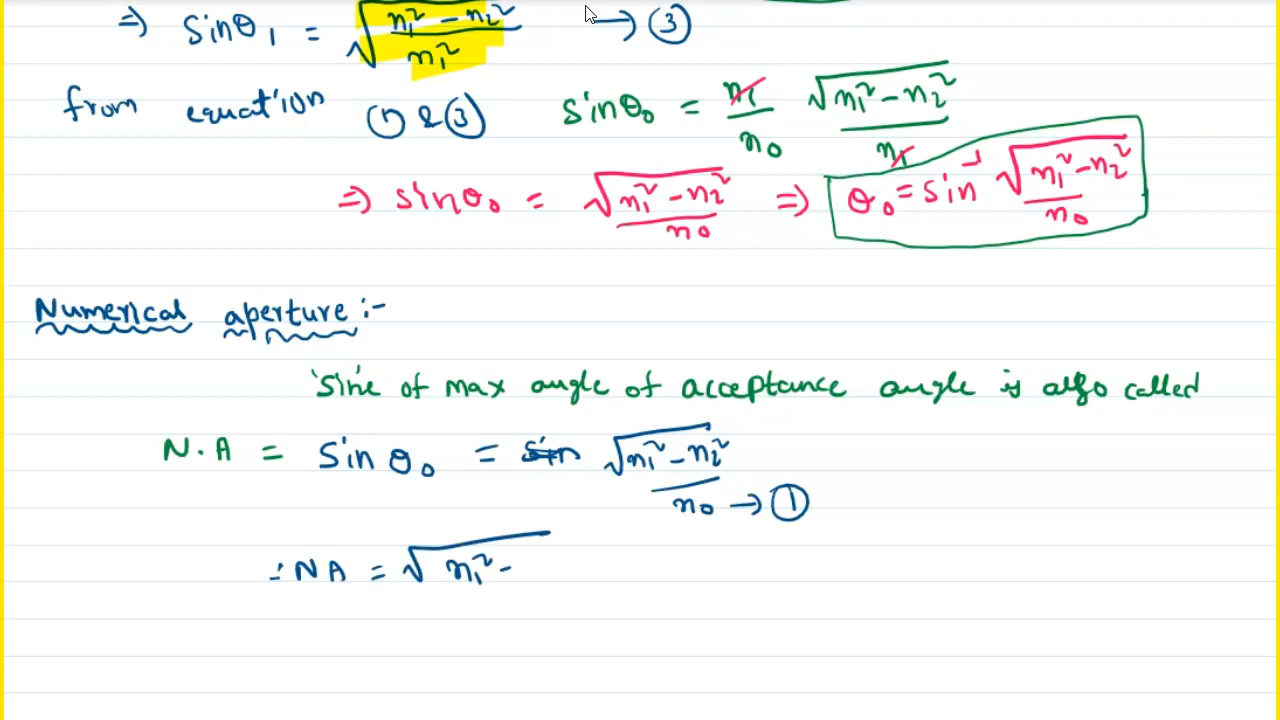 ⇒ sinθ₁ = √(n₁² − n₂² / n₁²) → ③
from equation ① & ③ sinθ₀ = n₁/n₀ √(n₁² − n₂²)/n₁
⇒ sinθ₀ = √(n₁² − n₂²)/n₀ ⇒ θ₀ = sin⁻¹ √(n₁² − n₂²)/n₀
Numerical aperture :-
Sine of max angle of acceptance angle is also called
N.A = sin θ₀ = sin √(n₁² − n₂²)/n₀ → ①
∴ NA = √ n₁² -